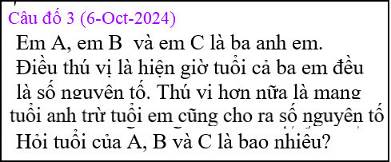 Câu đố 3 (6-Oct-2024)
Em A, em B và em C là ba anh em.
Điều thú vị là hiện giờ tuổi cả ba em đều
là số nguyên tố. Thú vị hơn nữa là mang
tuổi anh trừ tuổi em cũng cho ra số nguyên tố
Hỏi tuổi của A, B và C là bao nhiêu?